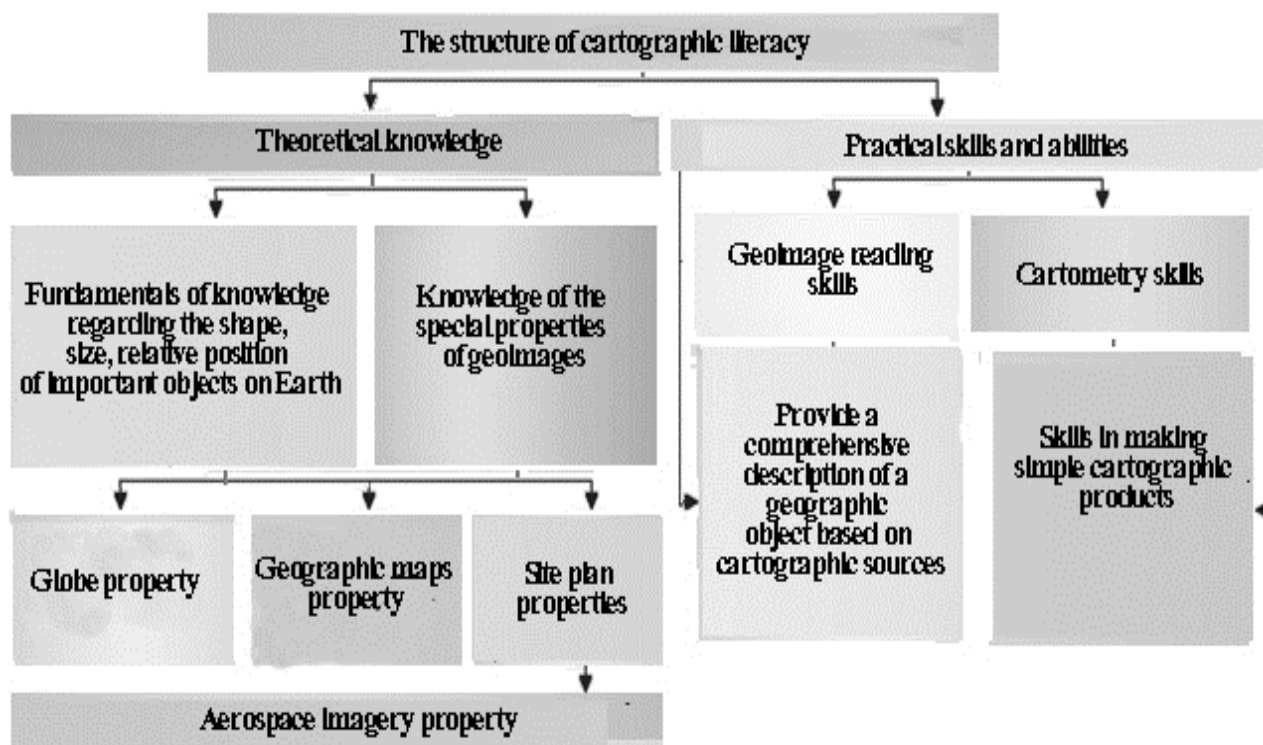 The structure of cartographic literacy
Theoretical knowledge
Practical skills and abilities
Fundamentals of knowledge
regarding the shape,
size, relative position
of important objects on Earth
Knowledge of the
special properties
of geoimages
Geoimage reading
skills
Cartometry skills
Provide a
comprehensive
description of a
geographic
object based on
cartographic sources
Skills in making
simple cartographic
products
Globe property
Geographic maps
property
Site plan
properties
Aerospace imagery property